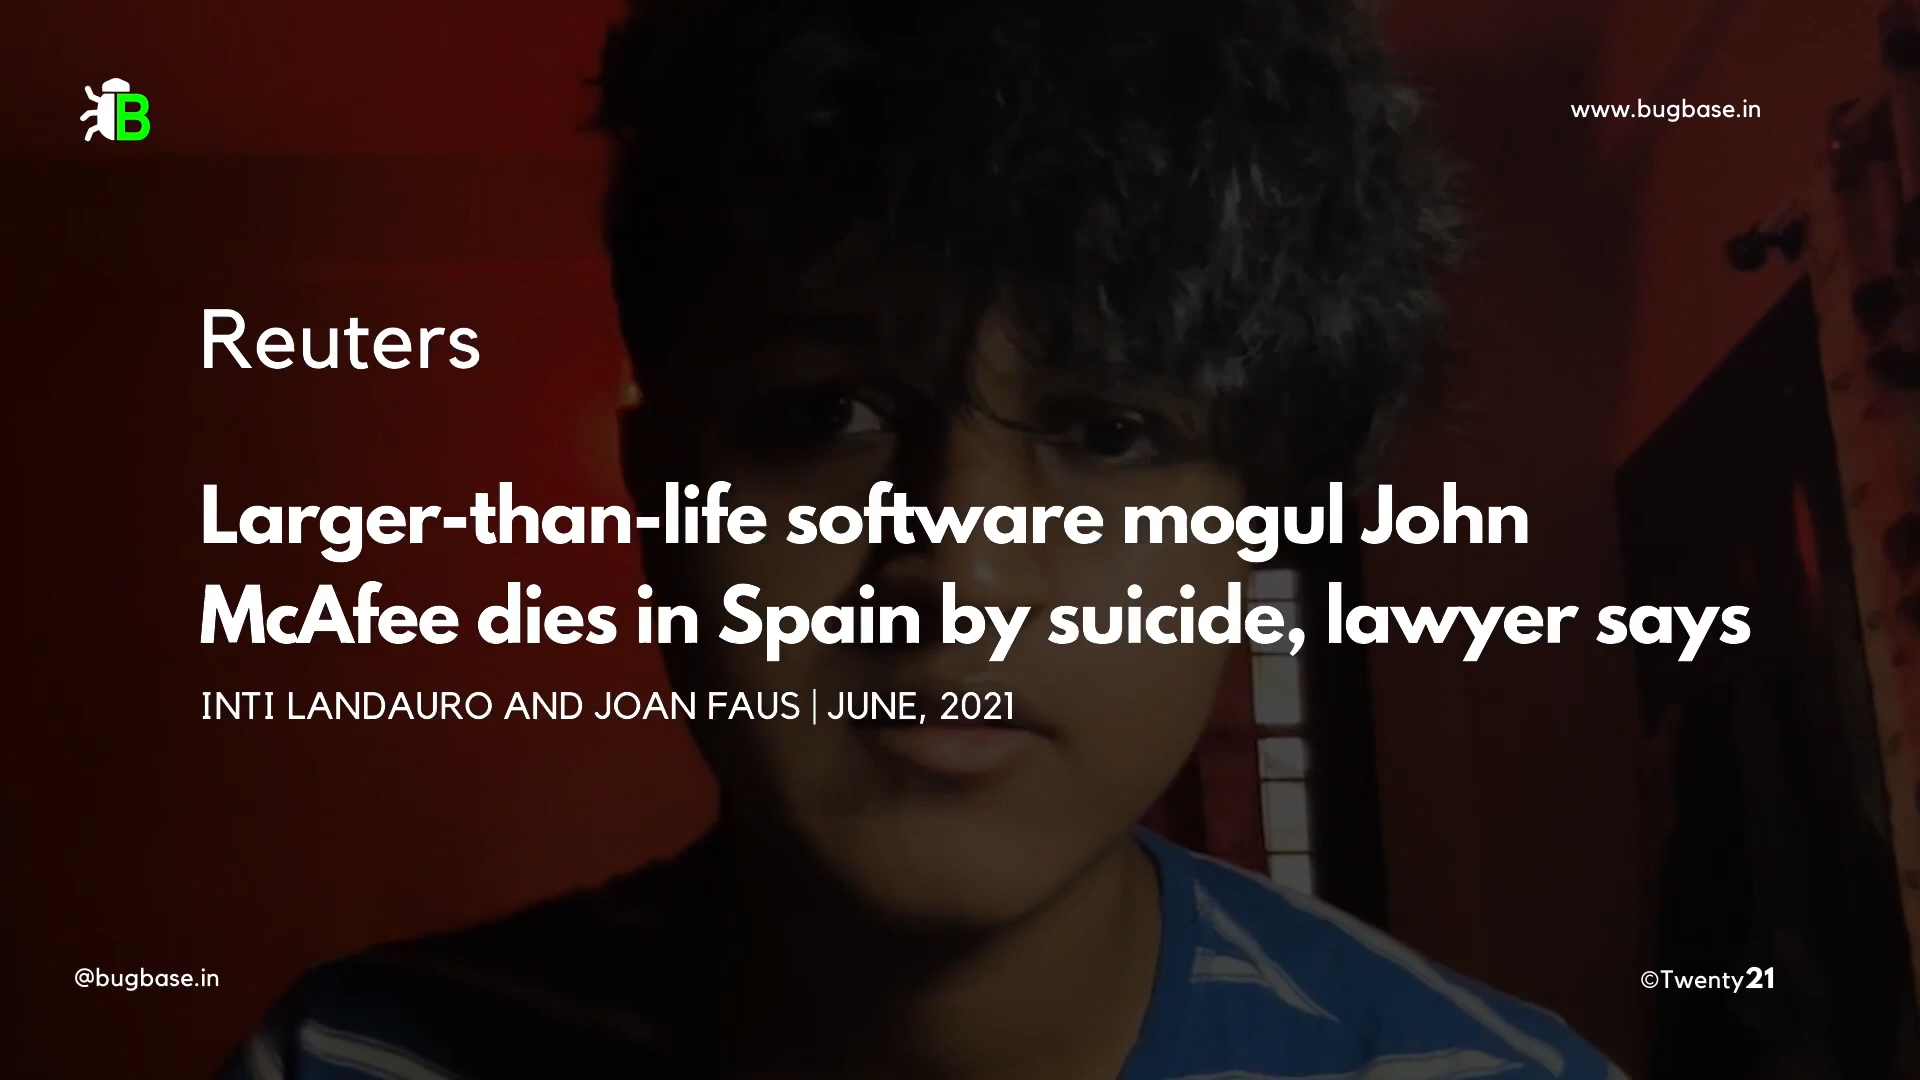 B
www.bugbase.in
Reuters
Larger-than-life software mogul John
McAfee dies in Spain by suicide, lawyer says
INTI LANDAURO AND JOAN FAUS | JUNE, 2021
@bugbase.in
©Twenty21